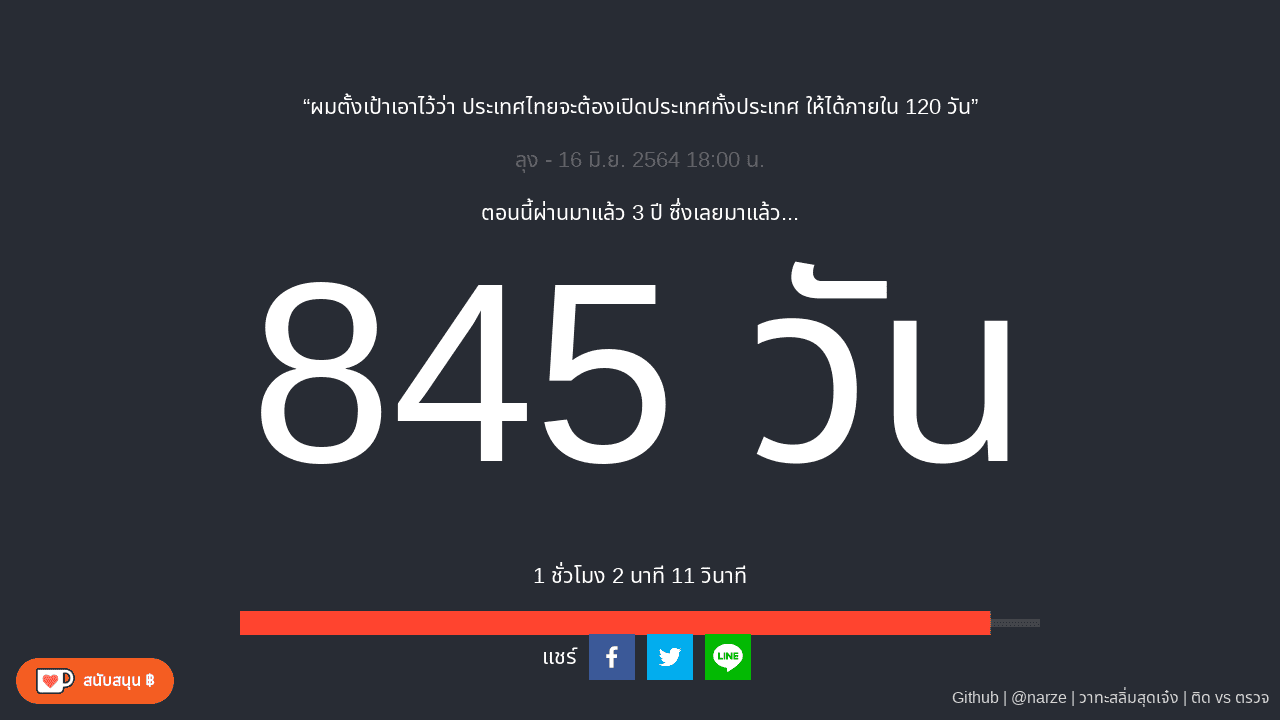 “ผมตั้งเป้าเอาไว้ว่า ประเทศไทยจะต้องเปิดประเทศทั้งประเทศ ให้ได้ภายใน 120 วัน”
ลุง - 16 มิ.ย. 2564 18:00 น.
ตอนนี้ผ่านมาแล้ว 3 ปี ซึ่งเลยมาแล้ว...
845 วัน
1 ชั่วโมง 2 นาที 11 วินาที
แชร์
LINE
สนับสนุน ฿
Github | @narze | วาทะสลิ่มสุดเจ๋ง | ติด vs ตรวจ